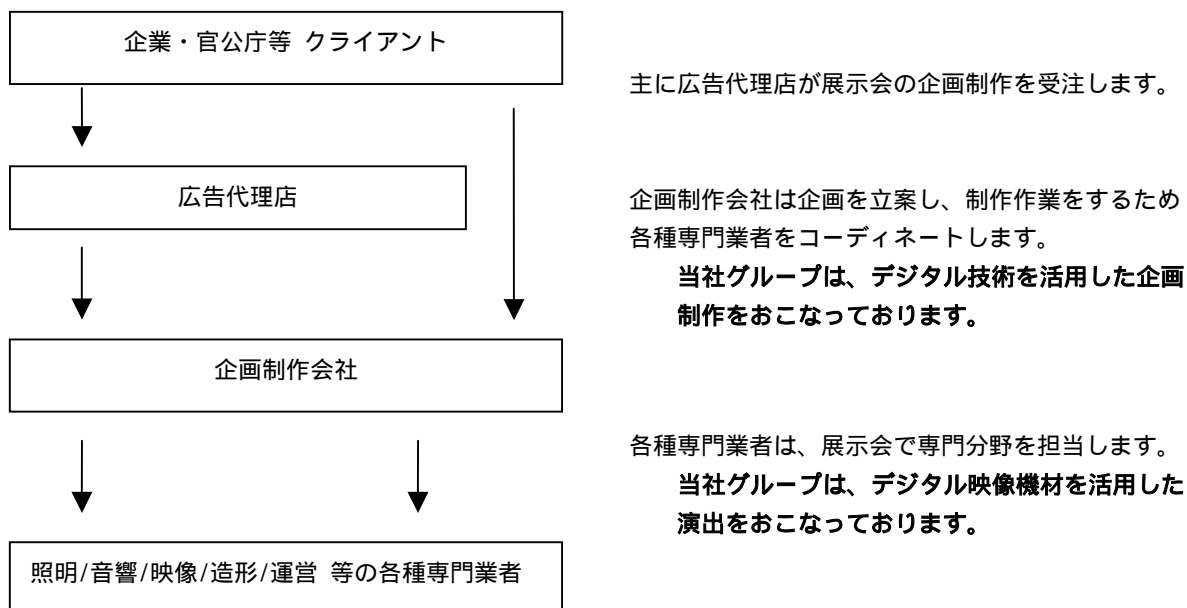 企業・官公庁等 クライアント
主に広告代理店が展示会の企画制作を受注します。
広告代理店
企画制作会社は企画を立案し、制作作業をするため
各種専門業者をコーディネートします。
当社グループは、デジタル技術を活用した企画
制作をおこなっております。
企画制作会社
各種専門業者は、展示会で専門分野を担当します。
当社グループは、デジタル映像機材を活用した
演出をおこなっております。
照明/音響/映像/造形/運営 等の各種専門業者